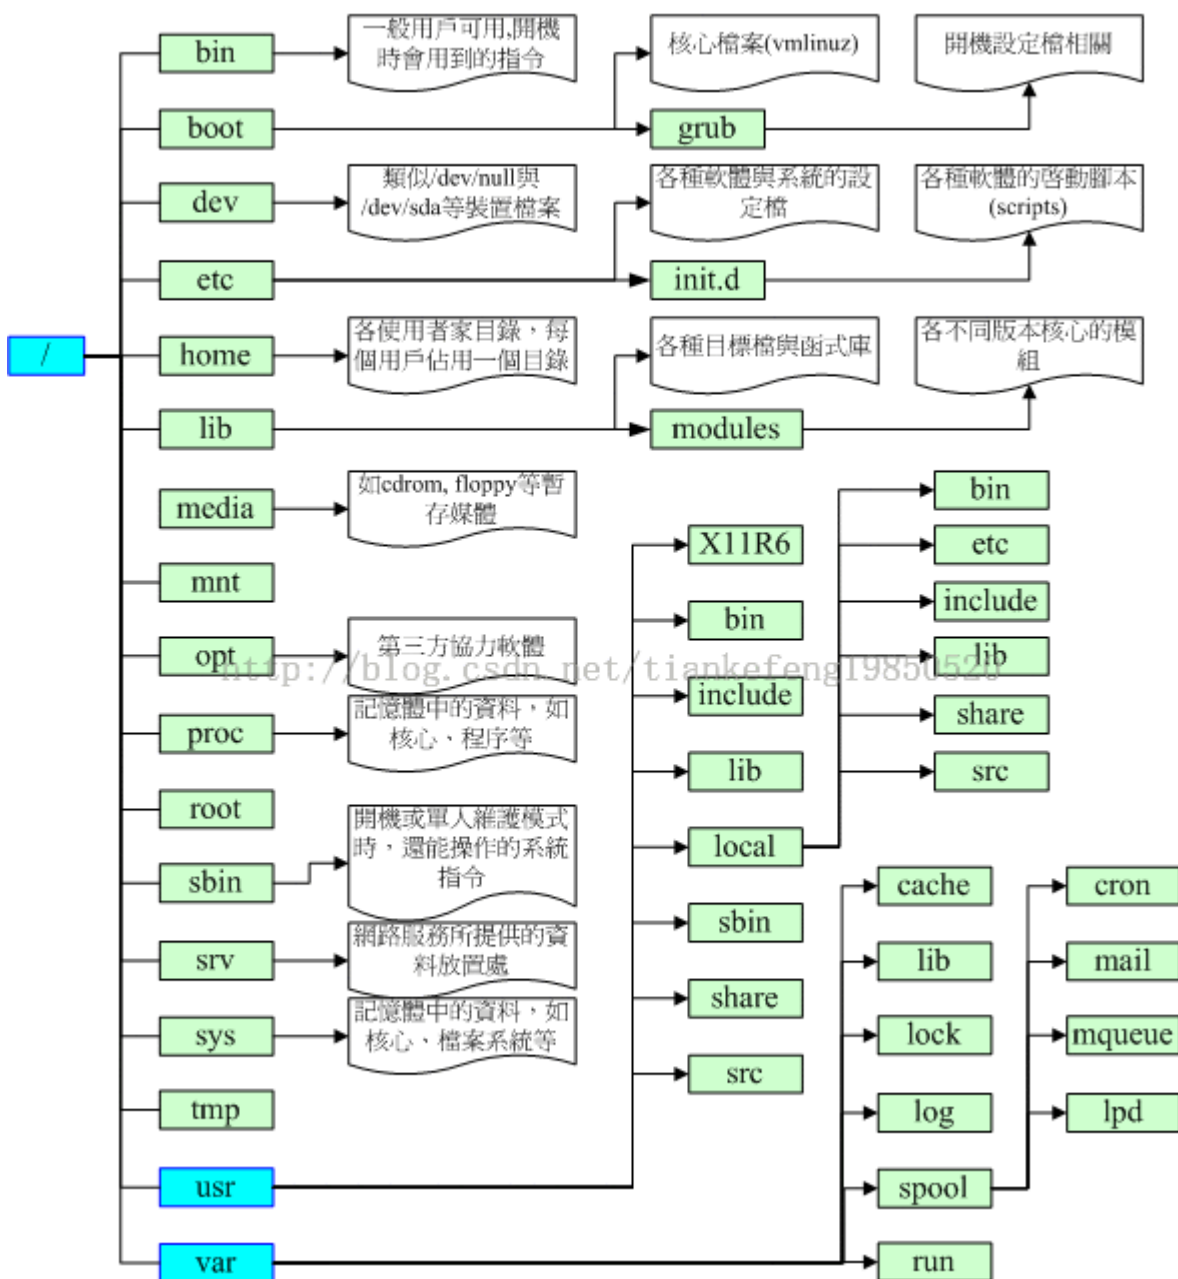 /
bin
一般用戶可用,開機
時會用到的指令
核心檔案(vmlinuz)
開機設定檔相關
boot
grub
dev
類似/dev/null與
/dev/sda等裝置檔案
各種軟體與系統的設
定檔
各種軟體的啓動腳本
(scripts)
etc
init.d
home
各使用者家目錄，每
個用戶佔用一個目錄
各種目標檔與函式庫
各不同版本核心的模
組
lib
modules
media
如cdrom, floppy等暫
存媒體
mnt
opt
第三方協力軟體
http://blog.csdn.net/tiankefeng19850520
proc
記憶體中的資料，如
核心、程序等
root
sbin
開機或單人維護模式
時，還能操作的系統
指令
srv
網路服務所提供的資
料放置處
sys
記憶體中的資料，如
核心、檔案系統等
tmp
usr
var
X11R6
bin
include
lib
local
sbin
share
src
bin
etc
include
lib
share
src
cache
lib
lock
log
spool
run
cron
mail
mqueue
lpd